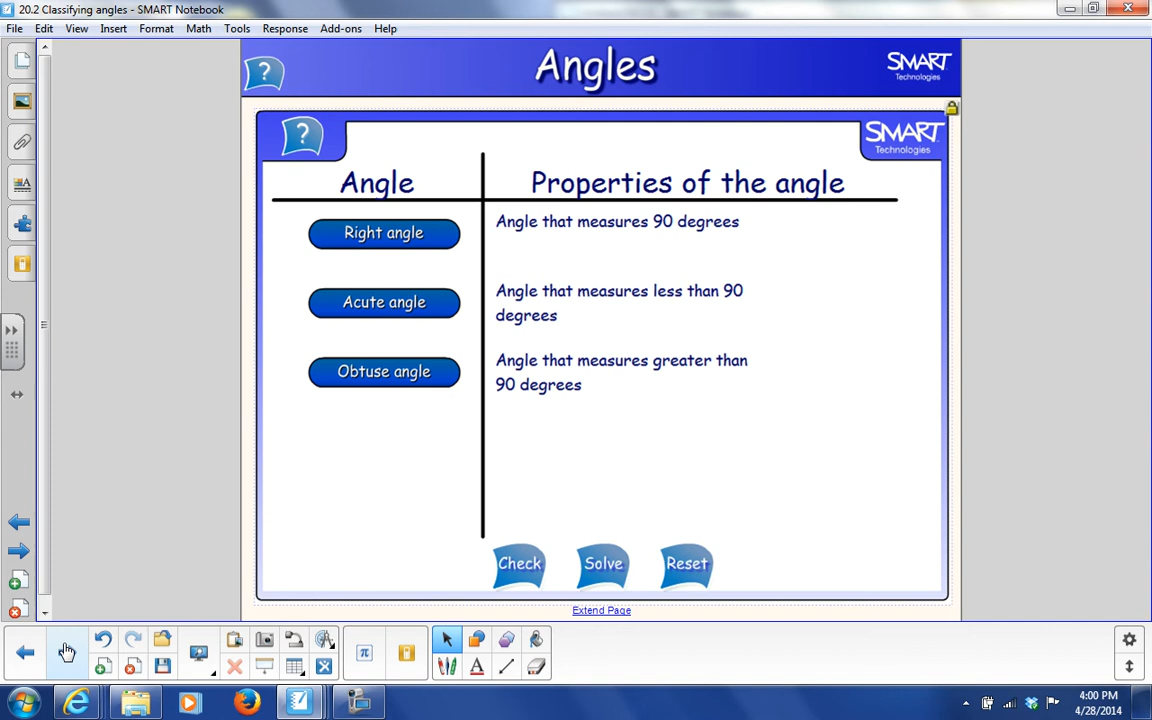 20.2 Classifying angles - SMART Notebook
File Edit View Insert Format Math Tools Response Add-ons Help
? Angles SMART
Technologies
? SMART
Technologies
Angle Properties of the angle
Right angle Angle that measures 90 degrees
Acute angle Angle that measures less than 90
degrees
Obtuse angle Angle that measures greater than
90 degrees
Check Solve Reset
Extend Page
π
A
4:00 PM
4/28/2014